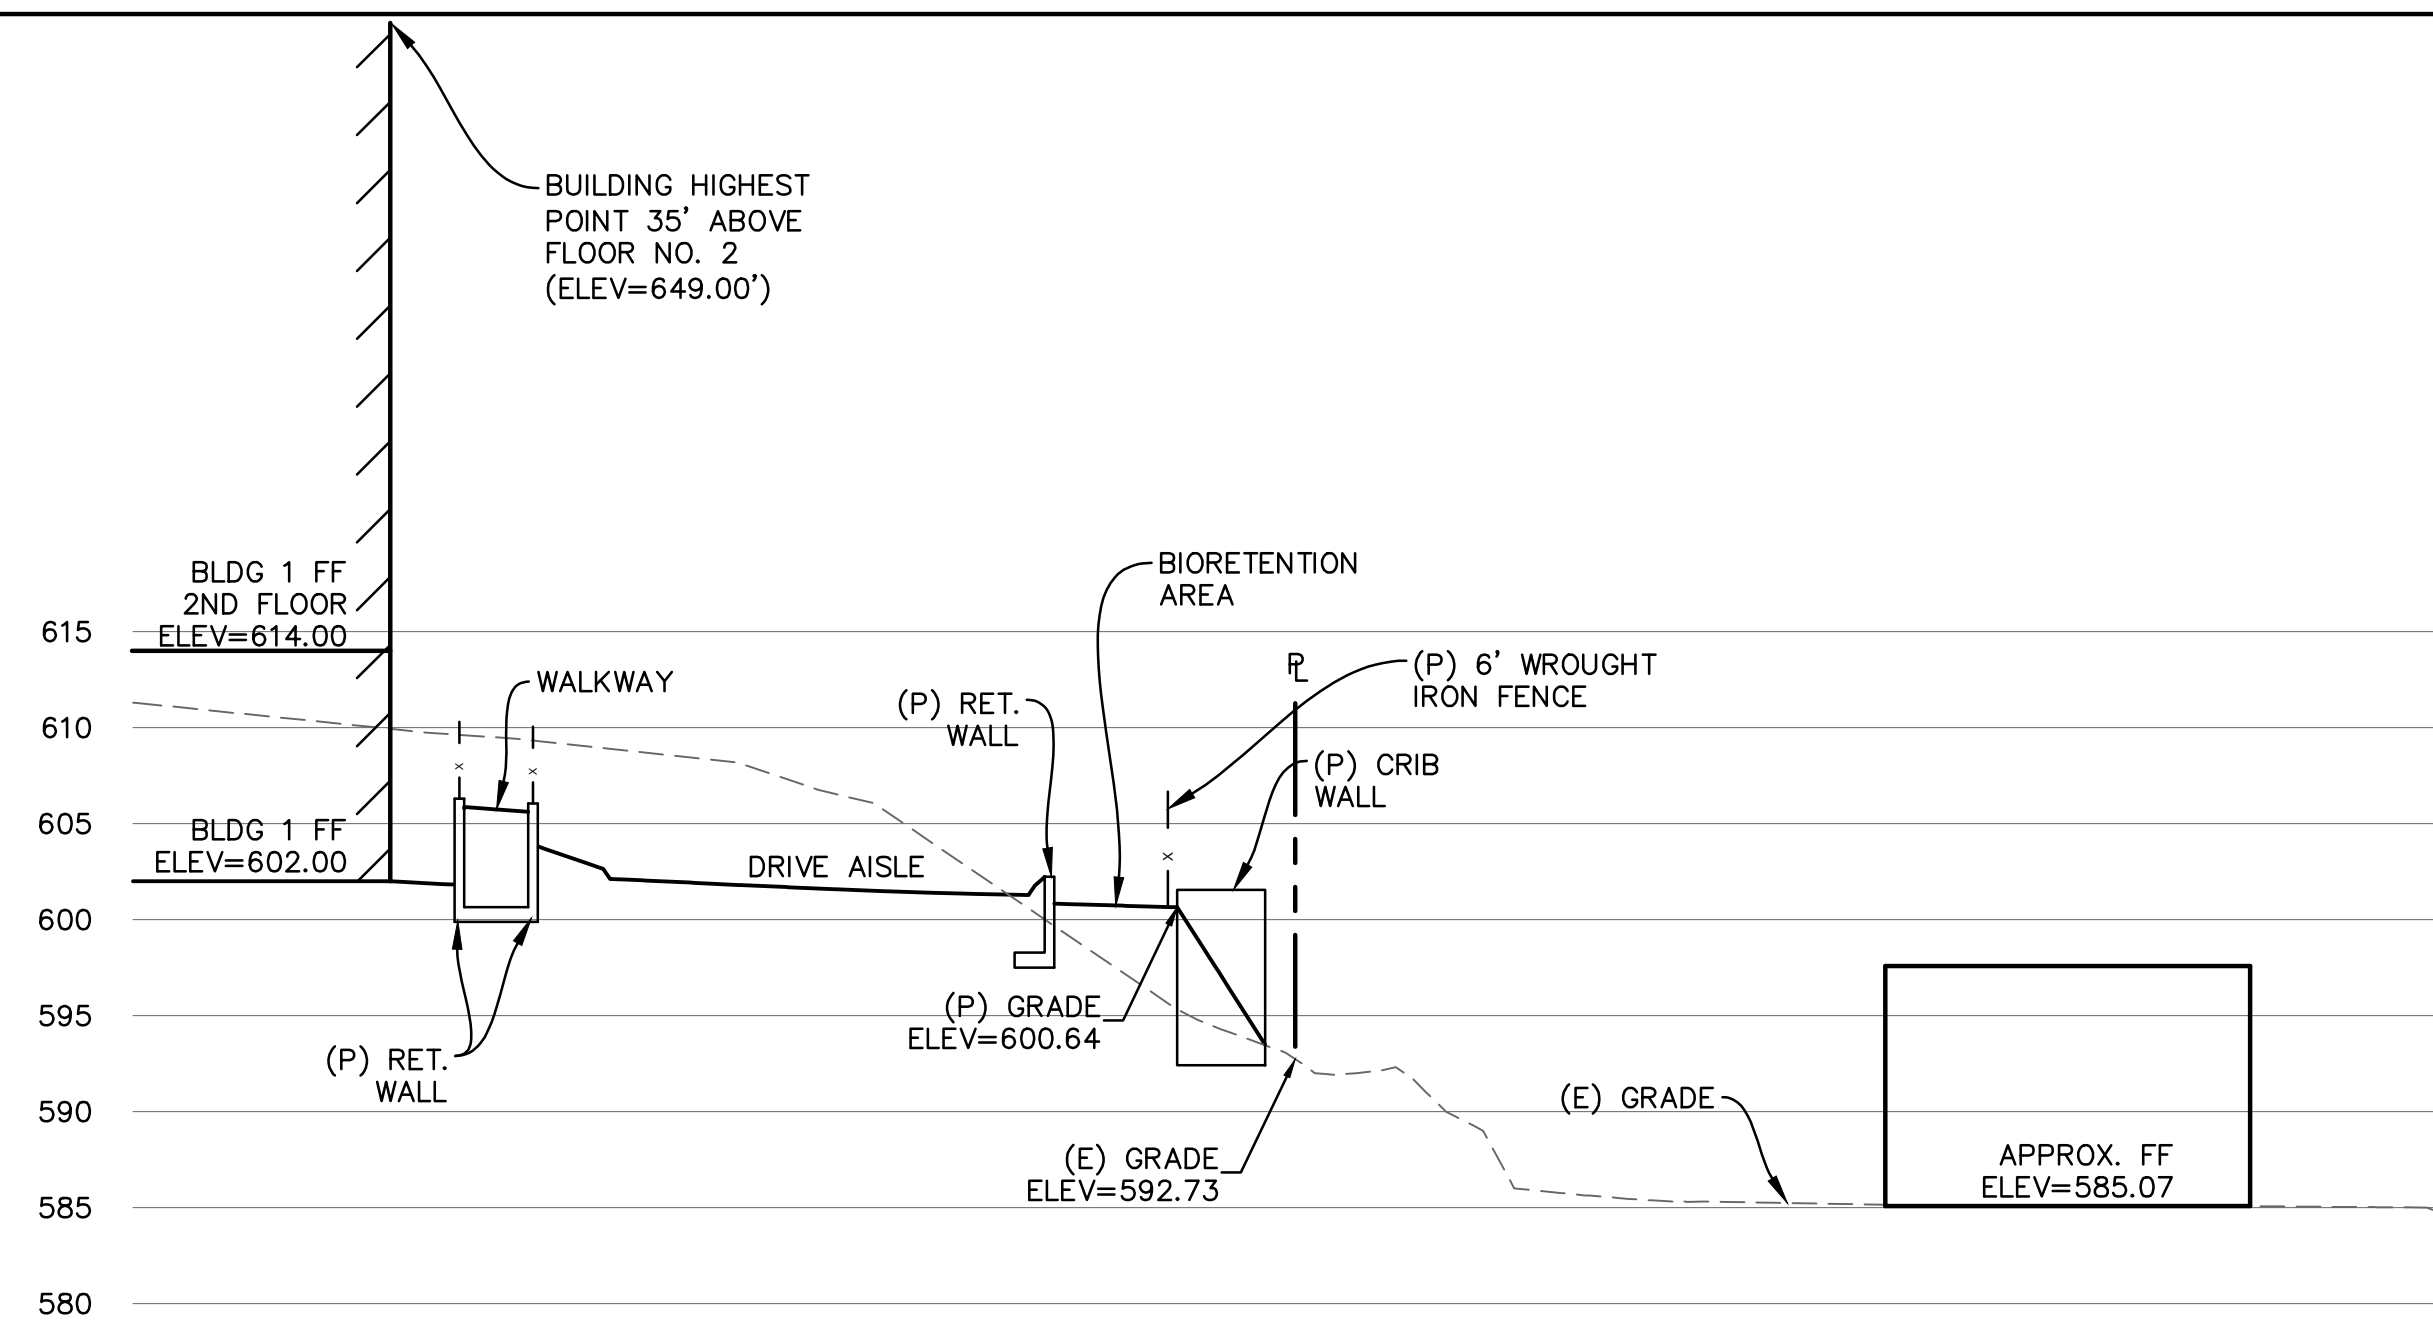 BUILDING HIGHEST
POINT 35' ABOVE
FLOOR NO. 2
(ELEV=649.00')
BLDG 1 FF
2ND FLOOR
ELEV=614.00
BIORETENTION
AREA
615
(P) 6' WROUGHT
IRON FENCE
PL
WALKWAY
(P) RET.
WALL
610
(P) CRIB
WALL
x
x
605
BLDG 1 FF
ELEV=602.00
DRIVE AISLE
x
600
(P) GRADE
ELEV=600.64
595
(P) RET.
WALL
590
(E) GRADE
(E) GRADE
ELEV=592.73
APPROX. FF
ELEV=585.07
585
580